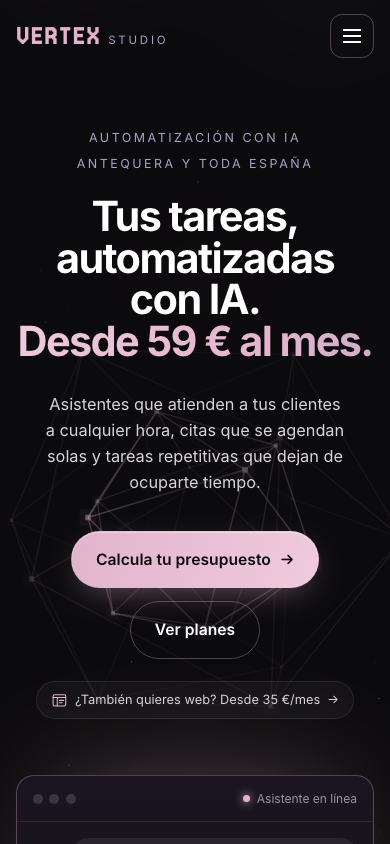 VERTEX STUDIO
AUTOMATIZACIÓN CON IA
ANTEQUERA Y TODA ESPAÑA
Tus tareas,
automatizadas
con IA.
Desde 59 € al mes.
Asistentes que atienden a tus clientes
a cualquier hora, citas que se agendan
solas y tareas repetitivas que dejan de
ocuparte tiempo.
Calcula tu presupuesto →
Ver planes
¿También quieres web? Desde 35 €/mes →
Asistente en línea